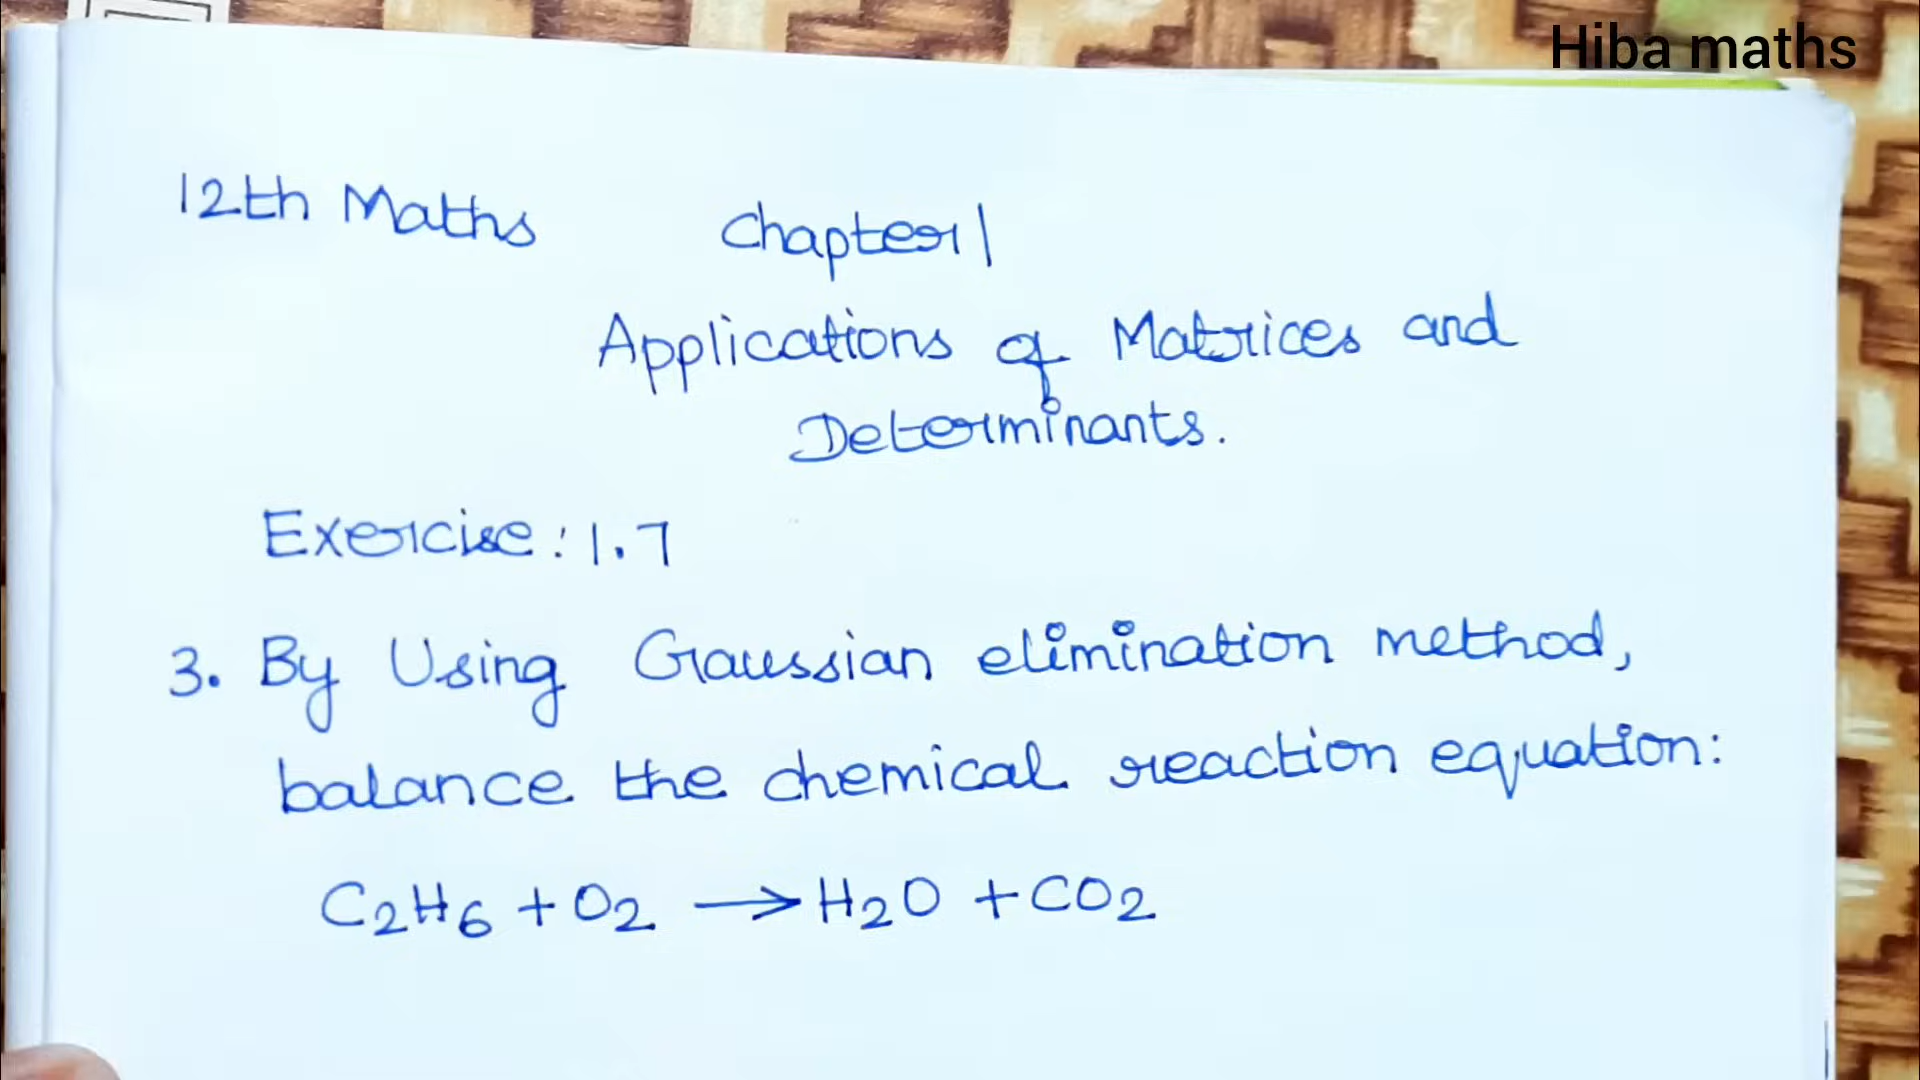 Hiba maths
12th Maths Chapter 1
Applications of Matrices and
Determinants.
Exercise: 1.7
3. By Using Gaussian elimination method,
balance the chemical reaction equation:
C2H6 + O2 → H2O + CO2